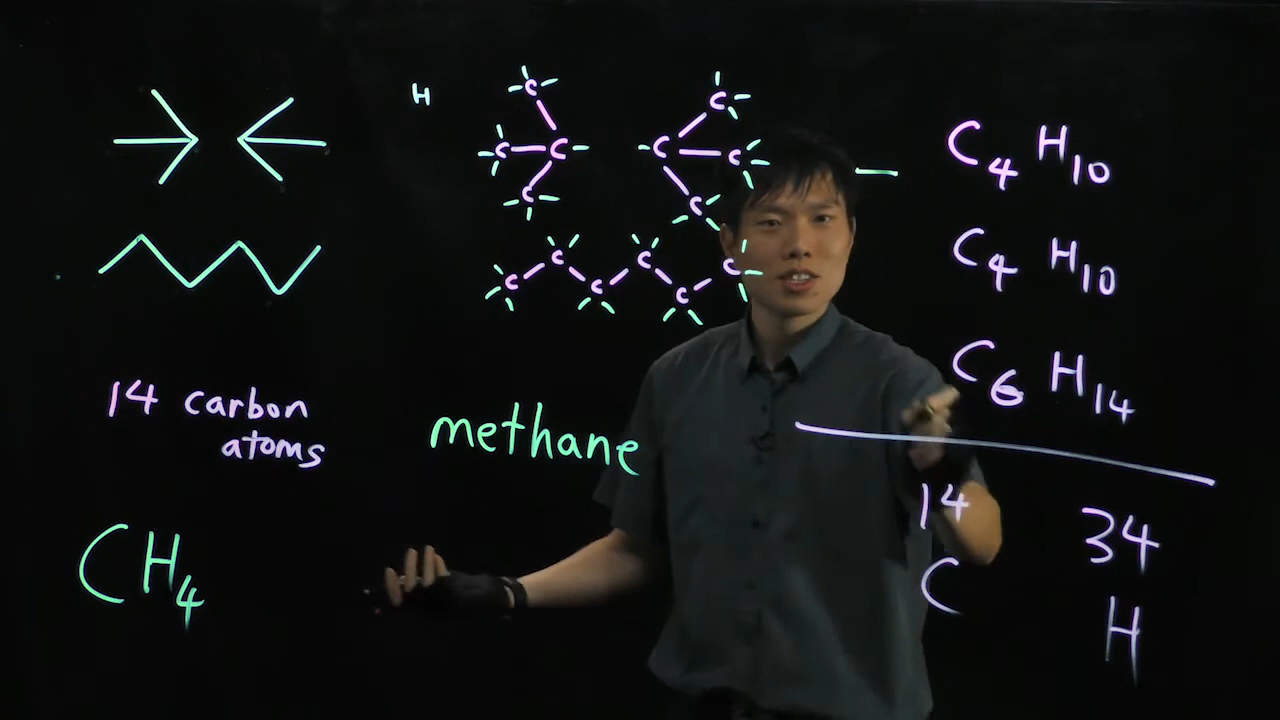 H
C C C C
C C C C
C C C C C C
C₄ H₁₀
C₄ H₁₀
C₆ H₁₄
14 carbon
atoms
methane
CH₄
14 34
C H